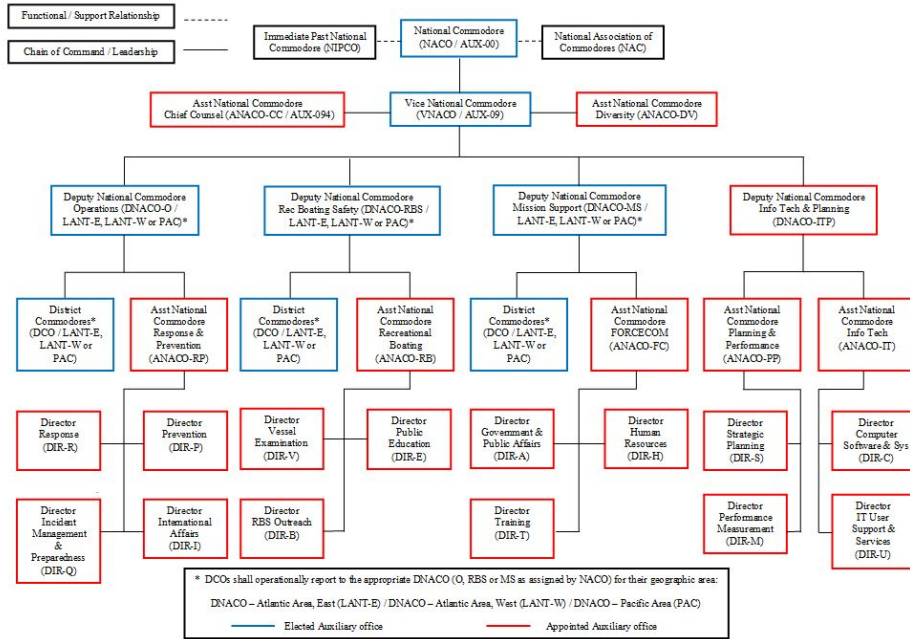 Functional / Support Relationship
Chain of Command / Leadership
Immediate Past National
Commodore (NIPCO)
National Commodore
(NACO / AUX-00)
National Association of
Commodores (NAC)
Asst National Commodore
Chief Counsel (ANACO-CC / AUX-094)
Vice National Commodore
(VNACO / AUX-09)
Asst National Commodore
Diversity (ANACO-DV)
Deputy National Commodore
Operations (DNACO-O /
LANT-E, LANT-W or PAC)*
Deputy National Commodore
Rec Boating Safety (DNACO-RBS /
LANT-E, LANT-W or PAC)*
Deputy National Commodore
Mission Support (DNACO-MS /
LANT-E, LANT-W or PAC)*
Deputy National Commodore
Info Tech & Planning
(DNACO-ITP)
District
Commodores*
(DCO / LANT-E,
LANT-W or
PAC)
Asst National
Commodore
Response &
Prevention
(ANACO-RP)
District
Commodores*
(DCO / LANT-E,
LANT-W or
PAC)
Asst National
Commodore
Recreational
Boating
(ANACO-RB)
District
Commodores*
(DCO / LANT-E,
LANT-W or
PAC)
Asst National
Commodore
FORCECOM
(ANACO-FC)
Asst National
Commodore
Planning &
Performance
(ANACO-PP)
Asst National
Commodore
Info Tech
(ANACO-IT)
Director
Response
(DIR-R)
Director
Prevention
(DIR-P)
Director
Vessel
Examination
(DIR-V)
Director
Public
Education
(DIR-E)
Director
Government &
Public Affairs
(DIR-A)
Director
Human
Resources
(DIR-H)
Director
Strategic
Planning
(DIR-S)
Director
Computer
Software & Sys
(DIR-C)
Director
Incident
Management
&
Preparedness
(DIR-Q)
Director
International
Affairs
(DIR-I)
Director
RBS Outreach
(DIR-B)
Director
Training
(DIR-T)
Director
Performance
Measurement
(DIR-M)
Director
IT User
Support &
Services
(DIR-U)
* DCOs shall operationally report to the appropriate DNACO (O, RBS or MS as assigned by NACO) for their geographic area:
DNACO – Atlantic Area, East (LANT-E) / DNACO – Atlantic Area, West (LANT-W) / DNACO – Pacific Area (PAC)
Elected Auxiliary office
Appointed Auxiliary office